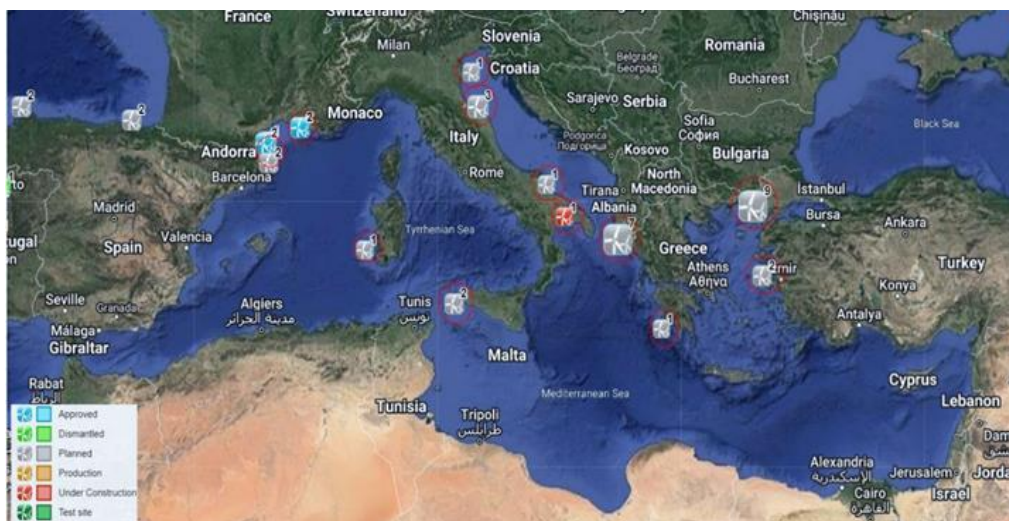 Switzerland
France
Milan
Slovenia
Croatia
Belgrade
Београд
Romania
Bucharest
Chișinău
Monaco
Andorra
Barcelona
Madrid
Spain
Valencia
Seville
Granada
Málaga
Gibraltar
Rabat
الرباط
Algiers
مدينة الجزائر
Tunis
تونس
Tunisia
Tripoli
طرابلس
Malta
Italy
Rome
Tyrrhenian Sea
Sarajevo
Serbia
Podgorica
Подгорица
Kosovo
Sofia
София
Bulgaria
North
Macedonia
Tirana
Albania
Greece
Athens
Αθήνα
Black Sea
İstanbul
Bursa
Ankara
Turkey
Konya
Antalya
Cyprus
Lebanon
Mediterranean Sea
Alexandria
الإسكندرية
Cairo
القاهرة
Jerusalem
Israel
2
2
2
2
2
1
3
1
1
7
9
2
1
1
2
Approved
Dismantled
Planned
Production
Under Construction
Test site